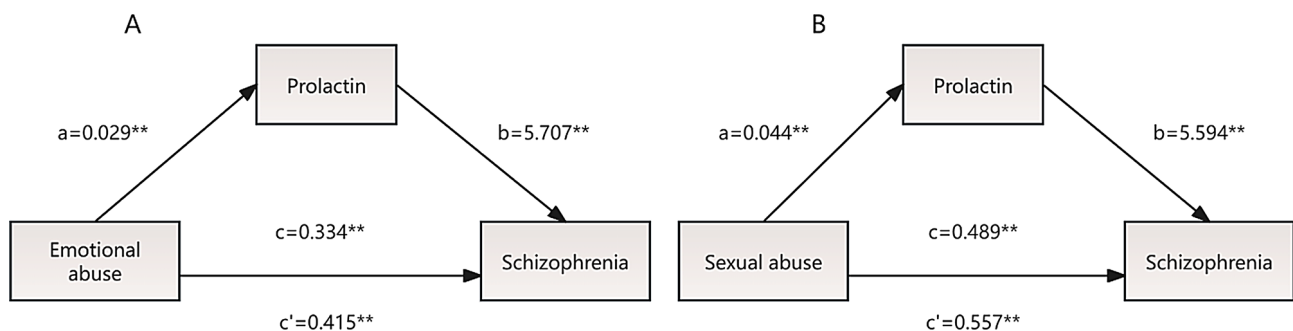 A
Prolactin
a=0.029**
b=5.707**
Emotional
abuse
c=0.334**
Schizophrenia
c'=0.415**
B
Prolactin
a=0.044**
b=5.594**
Sexual abuse
c=0.489**
Schizophrenia
c'=0.557**